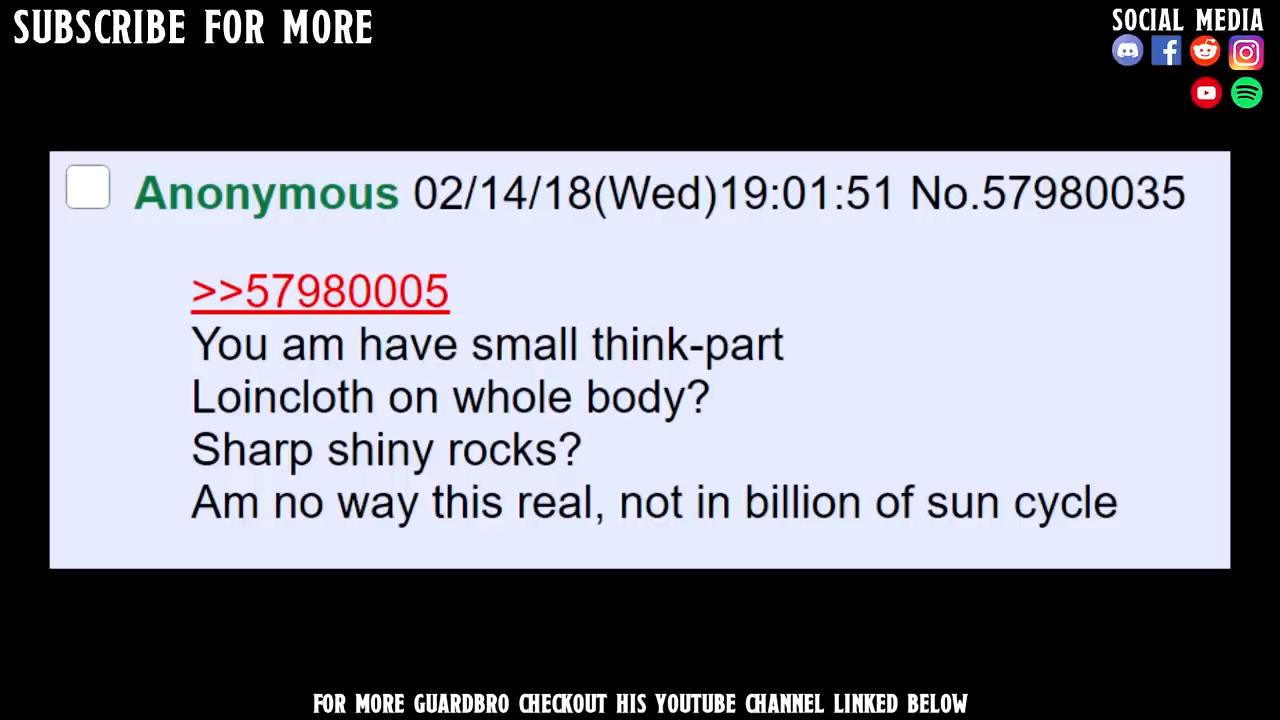 SUBSCRIBE FOR MORE
SOCIAL MEDIA
Anonymous 02/14/18(Wed)19:01:51 No.57980035
>>57980005
You am have small think-part
Loincloth on whole body?
Sharp shiny rocks?
Am no way this real, not in billion of sun cycle
FOR MORE GUARDBRO CHECKOUT HIS YOUTUBE CHANNEL LINKED BELOW